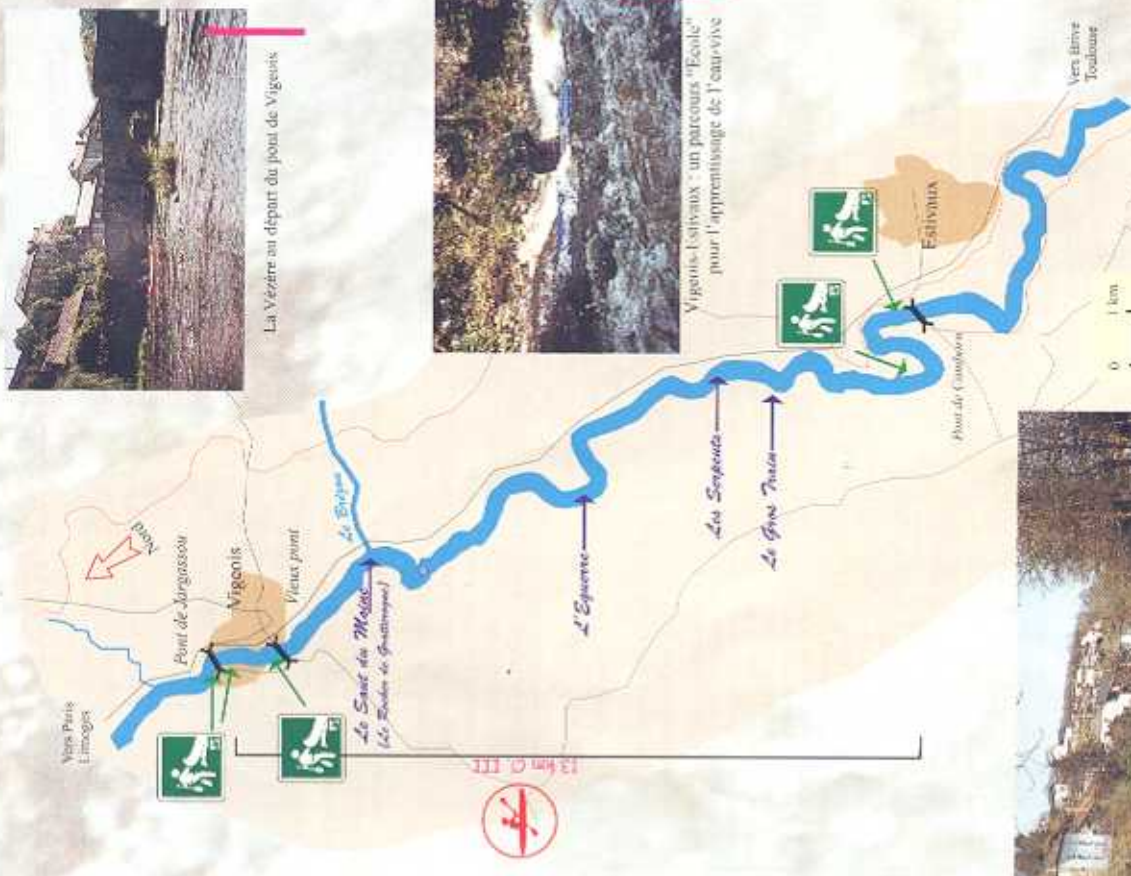 La Vézère au départ du pont de Vigeois
Vigeois-Estivaux : un parcours "Ecole"
pour l'apprentissage de l'eau-vive
Vers Paris
Limoges
Nord
Pont de Jargassou
Vigeois
Vieux pont
Le Brézou
Le Saut du Moine
(Le Rocher de)
L'Equerre
Les Serpents
Le Gros Train
13 km Cl. III
Estivaux
Pont de
Vers Brive
Toulouse
0 1 km